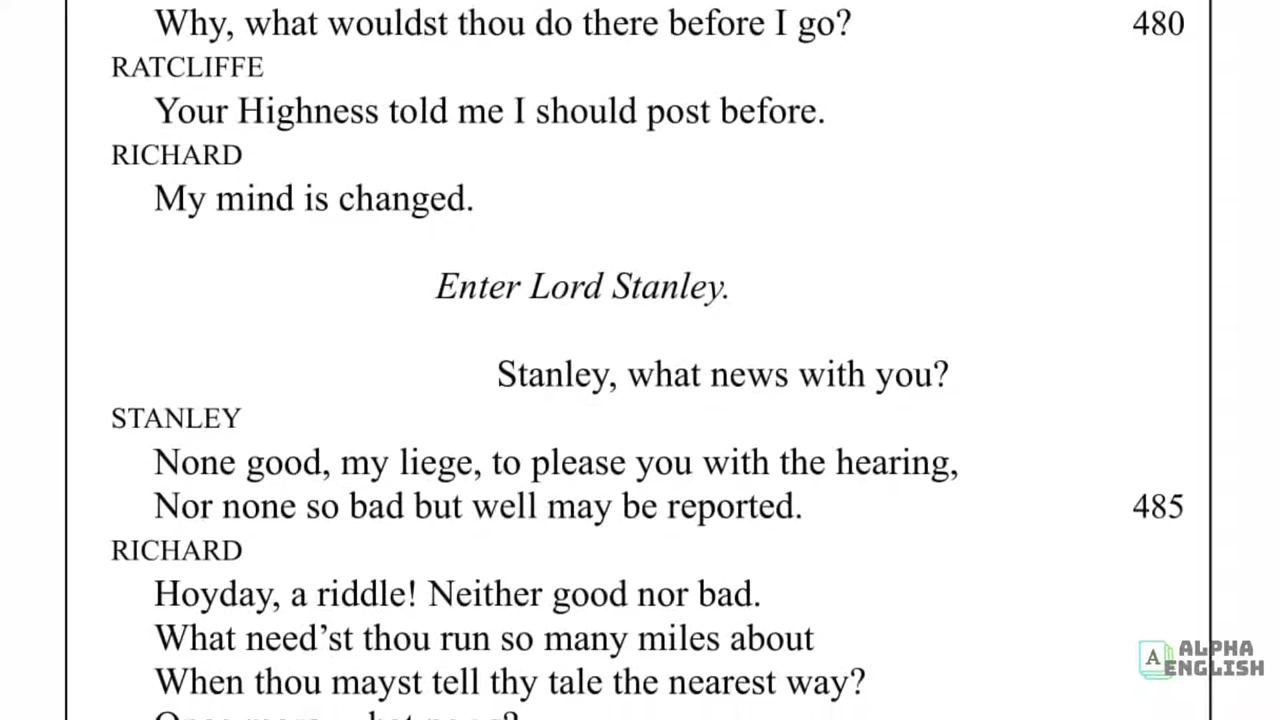 Why, what wouldst thou do there before I go? 480
RATCLIFFE
Your Highness told me I should post before.
RICHARD
My mind is changed.
Enter Lord Stanley.
Stanley, what news with you?
STANLEY
None good, my liege, to please you with the hearing,
Nor none so bad but well may be reported. 485
RICHARD
Hoyday, a riddle! Neither good nor bad.
What need’st thou run so many miles about
When thou mayst tell thy tale the nearest way?
A ALPHA
ENGLISH